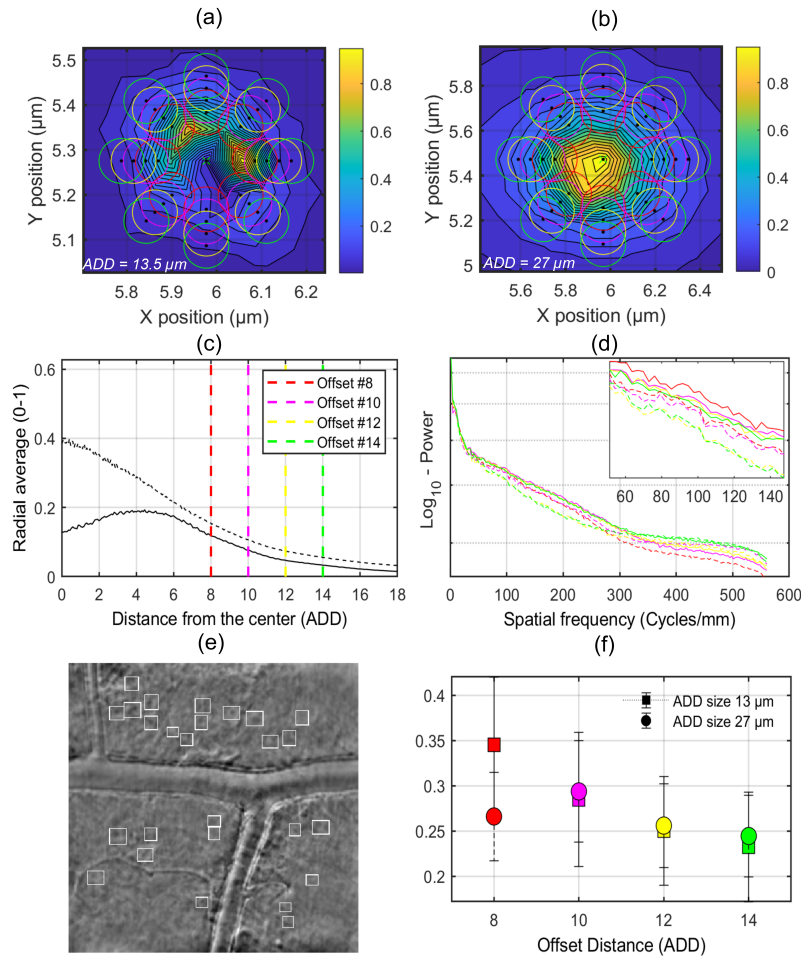 (a)
5.5
5.4
5.3
5.2
5.1
Y position (µm)
ADD = 13.5 µm
5.8 5.9 6 6.1 6.2
X position (µm)
0.8
0.6
0.4
0.2
(b)
5.8
5.6
5.4
5.2
5
Y position (µm)
ADD = 27 µm
5.6 5.8 6 6.2 6.4
X position (µm)
0.8
0.6
0.4
0.2
0
(c)
0.6
0.4
0.2
0
Radial average (0-1)
Offset #8
Offset #10
Offset #12
Offset #14
0 2 4 6 8 10 12 14 16 18
Distance from the center (ADD)
(d)
Log10 - Power
60 80 100 120 140
0 100 200 300 400 500 600
Spatial frequency (Cycles/mm)
(e)
(f)
0.4
0.35
0.3
0.25
0.2
ADD size 13 µm
ADD size 27 µm
8 10 12 14
Offset Distance (ADD)